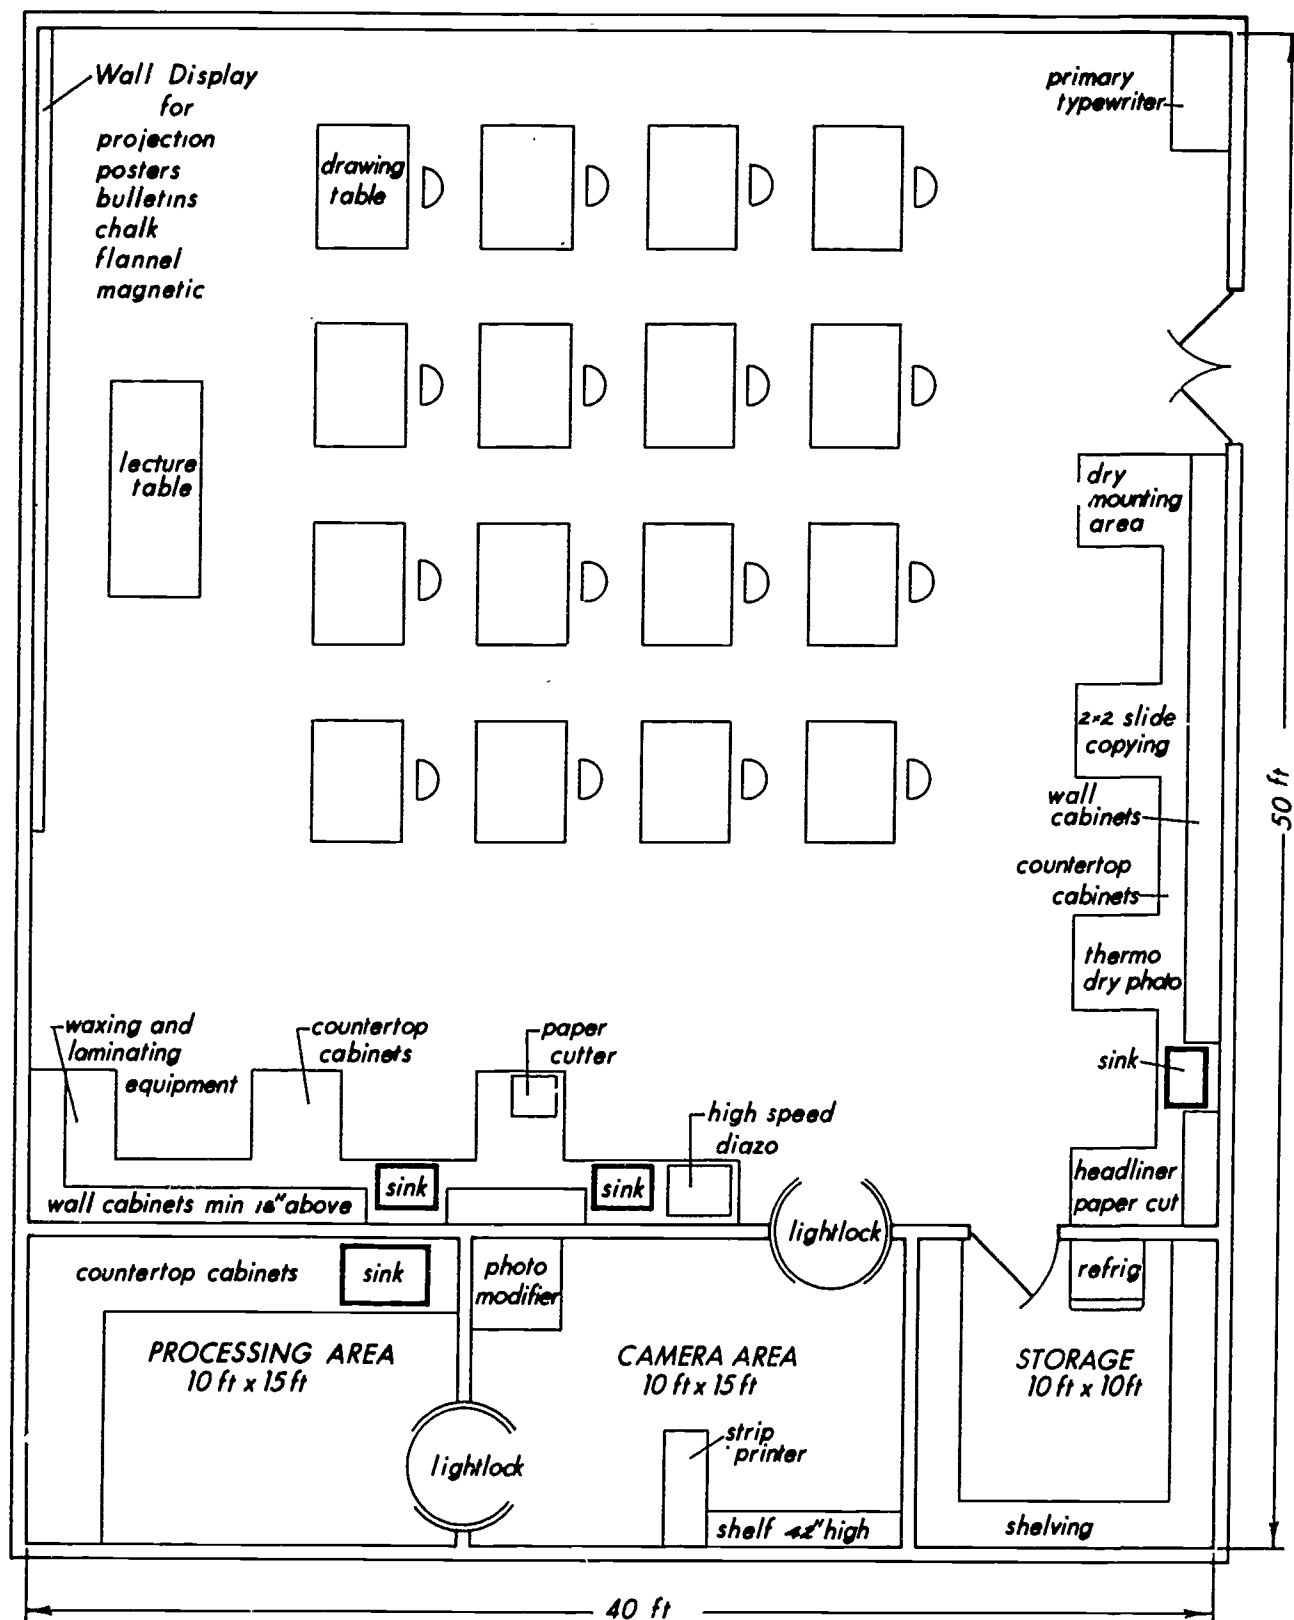 Wall Display
for
projection
posters
bulletins
chalk
flannel
magnetic
primary
typewriter
drawing
table
lecture
table
dry
mounting
area
2×2 slide
copying
wall
cabinets
countertop
cabinets
50 ft
thermo
dry photo
waxing and
laminating
equipment
countertop
cabinets
paper
cutter
sink
high speed
diazo
headliner
paper cut
sink
sink
wall cabinets min 18" above
lightlock
countertop cabinets
sink
photo
modifier
refrig
PROCESSING AREA
10 ft x 15 ft
CAMERA AREA
10 ft x 15 ft
STORAGE
10 ft x 10 ft
lightlock
strip
printer
shelf 42" high
shelving
40 ft